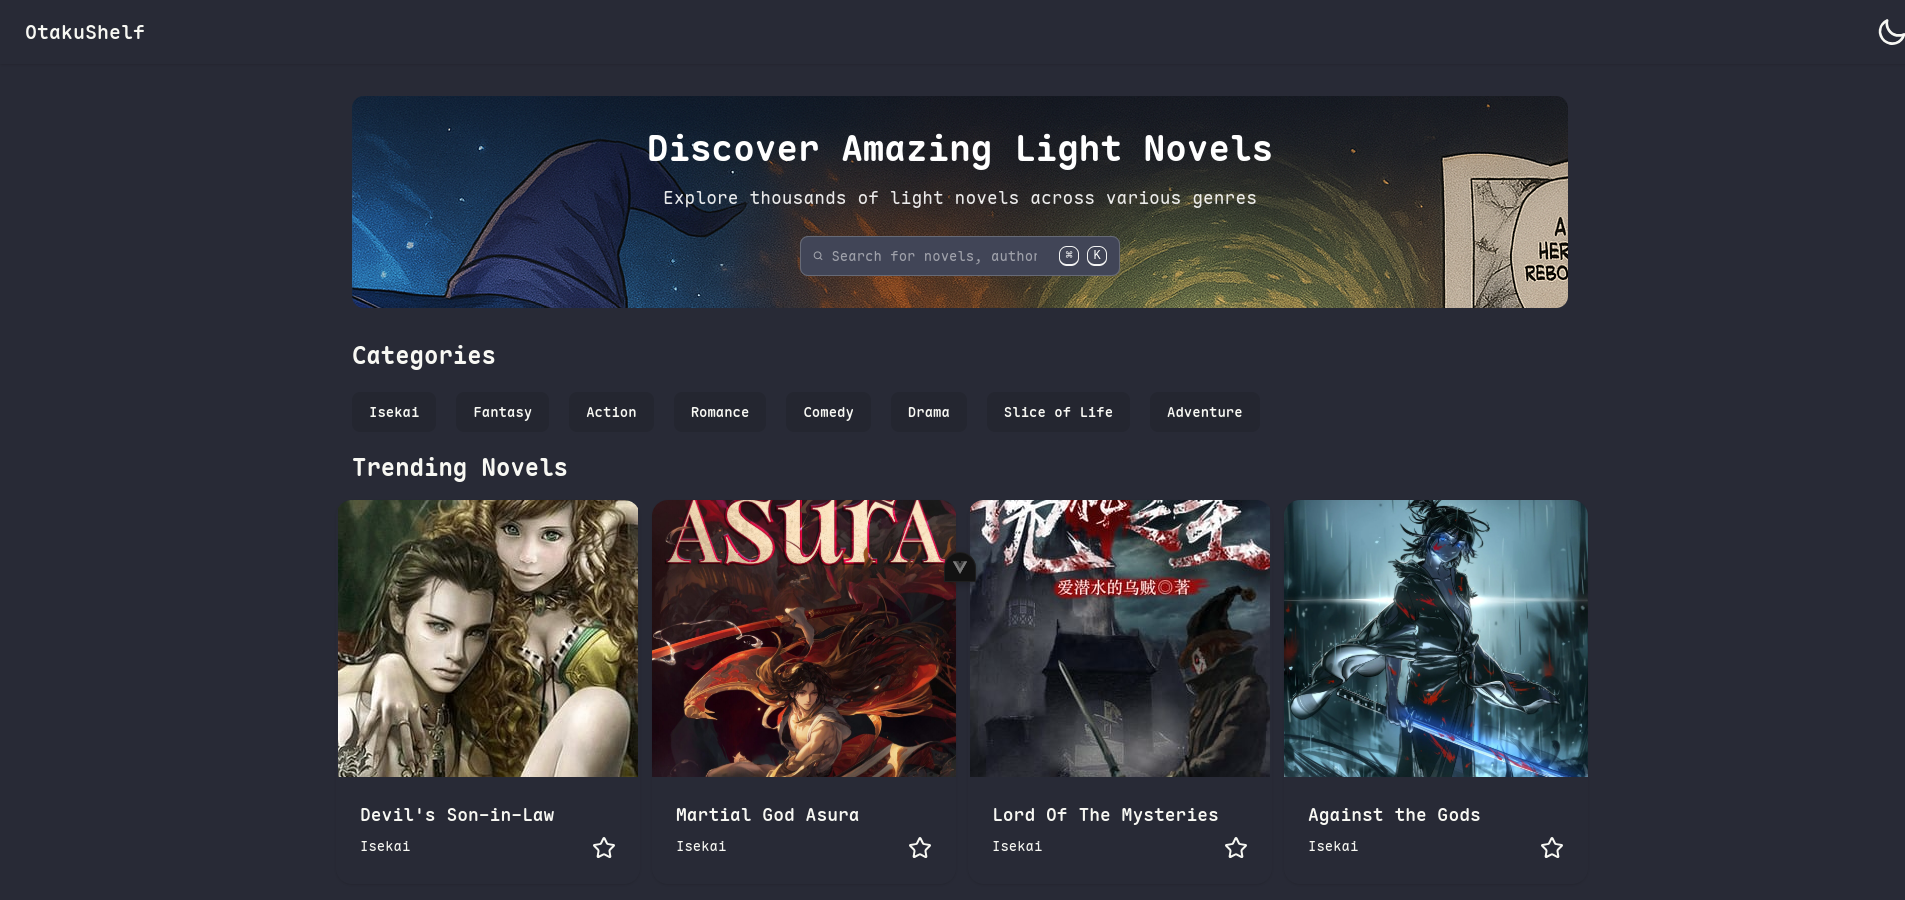 OtakuShelf
Discover Amazing Light Novels
Explore thousands of light novels across various genres
Search for novels, author
⌘ K
A
HER
REBO
Categories
Isekai Fantasy Action Romance Comedy Drama Slice of Life Adventure
Trending Novels
ASurA
爱潜水的乌贼◎著
Devil's Son-in-Law Martial God Asura Lord Of The Mysteries Against the Gods
Isekai Isekai Isekai Isekai